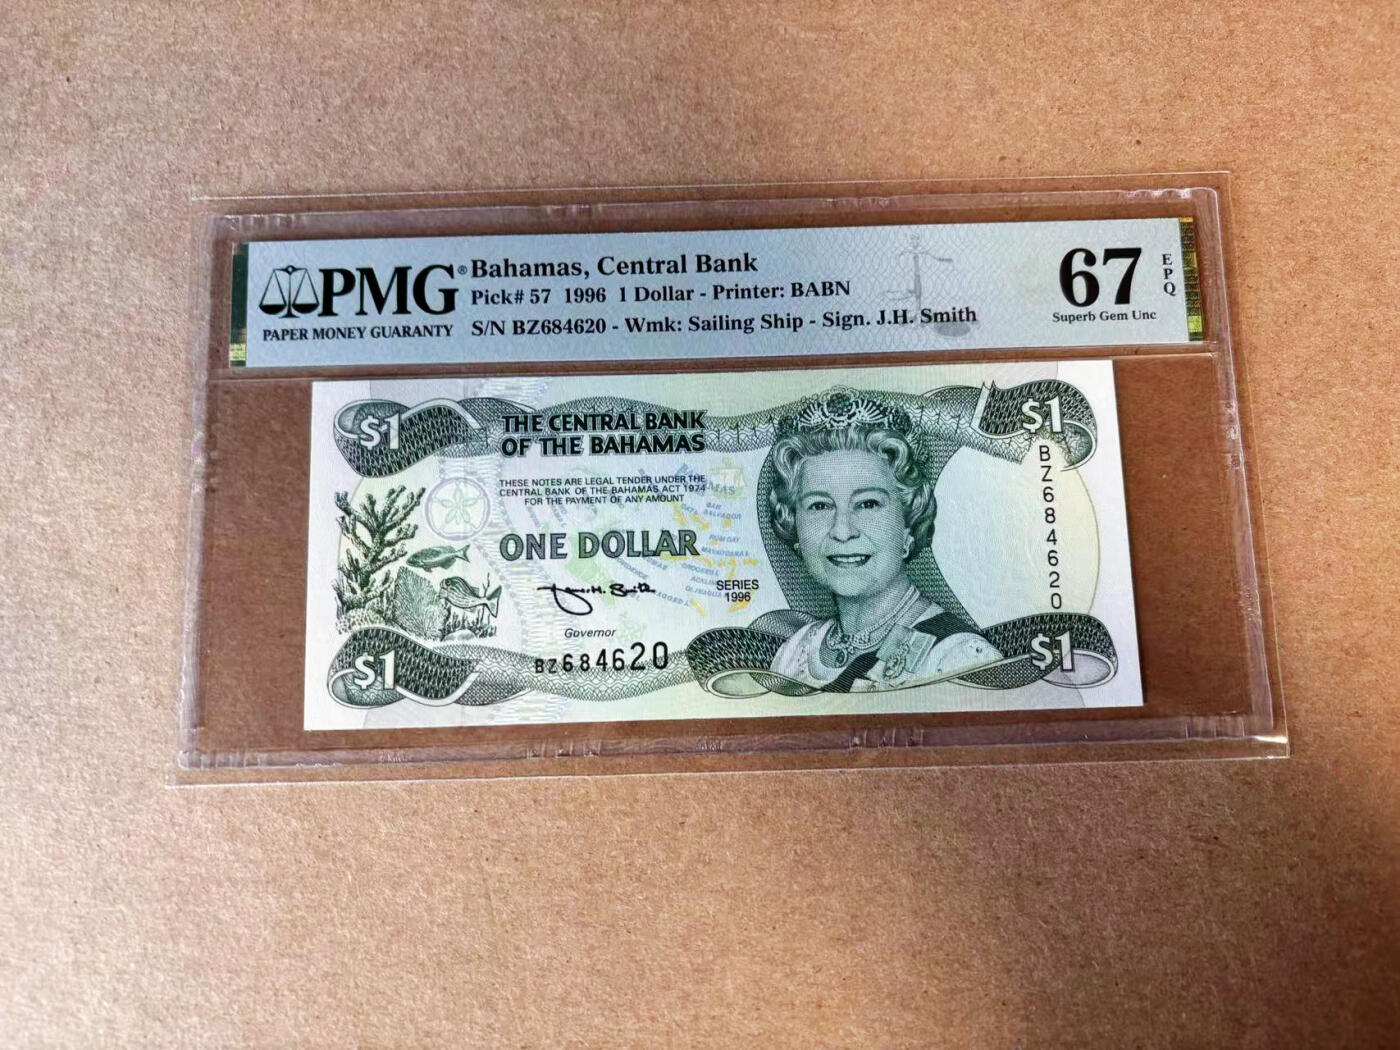 PMG®
PAPER MONEY GUARANTY
Bahamas, Central Bank
Pick# 57 1996 1 Dollar - Printer: BABN
S/N BZ684620 - Wmk: Sailing Ship - Sign. J.H. Smith
67
EPQ
Superb Gem Unc
$1
THE CENTRAL BANK
OF THE BAHAMAS
$1
THESE NOTES ARE LEGAL TENDER UNDER THE
CENTRAL BANK OF THE BAHAMAS ACT 1974
FOR THE PAYMENT OF ANY AMOUNT
BZ684620
ONE DOLLAR
SERIES
1996
Governor
BZ684620
$1
$1